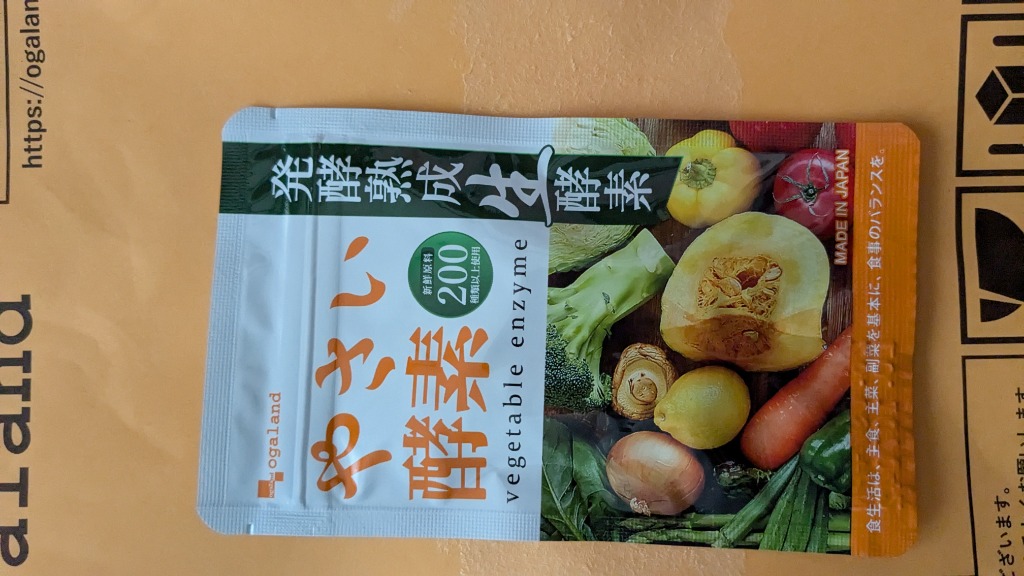 https://ogaland
aland
ogaland
発酵熟成生酵素
やさい
酵素
新鮮原料
200
種類以上使用
vegetable enzyme
MADE IN JAPAN
食生活は、主食、主菜、副菜を基本に、食事のバランスを。
ざいます。